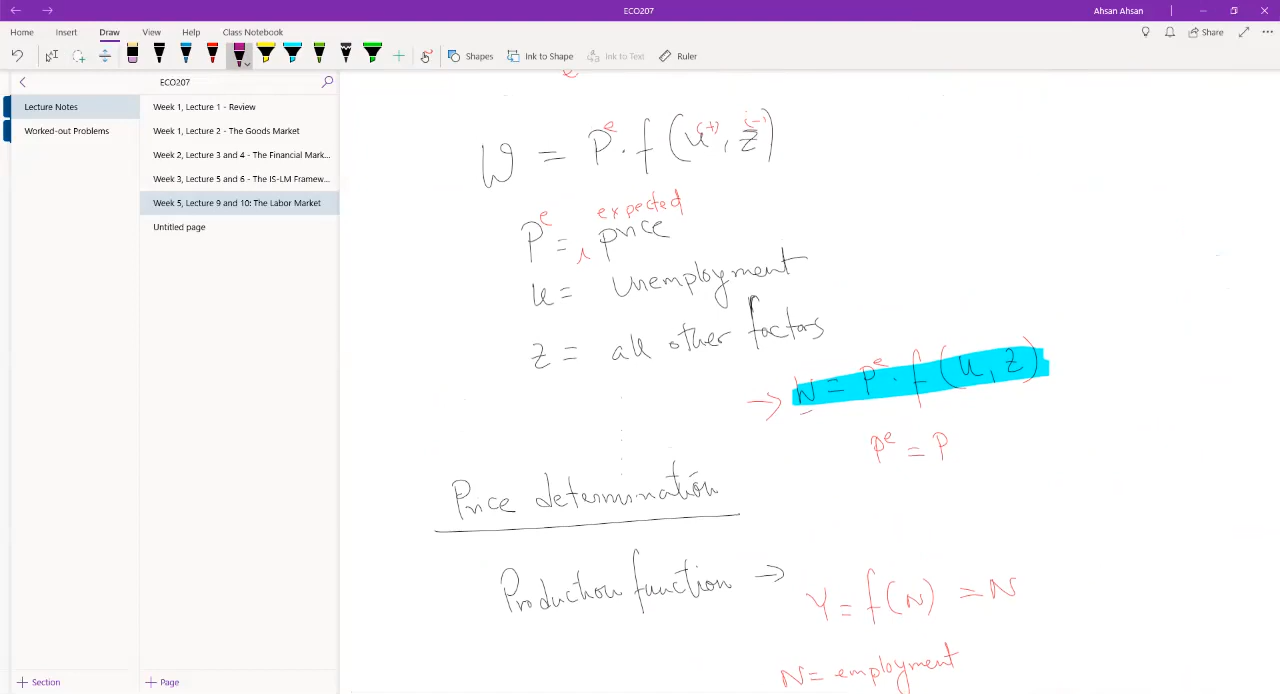 ECO207
Ahsan Ahsan
Home Insert Draw View Help Class Notebook
Shapes Ink to Shape Ink to Text Ruler Share
ECO207
Lecture Notes
Worked-out Problems
Week 1, Lecture 1 - Review
Week 1, Lecture 2 - The Goods Market
Week 2, Lecture 3 and 4 - The Financial Mark...
Week 3, Lecture 5 and 6 - The IS-LM Framew...
Week 5, Lecture 9 and 10: The Labor Market
Untitled page
+ Section
+ Page
e
W = P^e . f (u^(+), z^(-))
P^e = expected price
u = Unemployment
z = all other factors
→ W = P^e . f (u, z)
P^e = P
Price determination
Production function →
Y = f(N) = N
N = employment